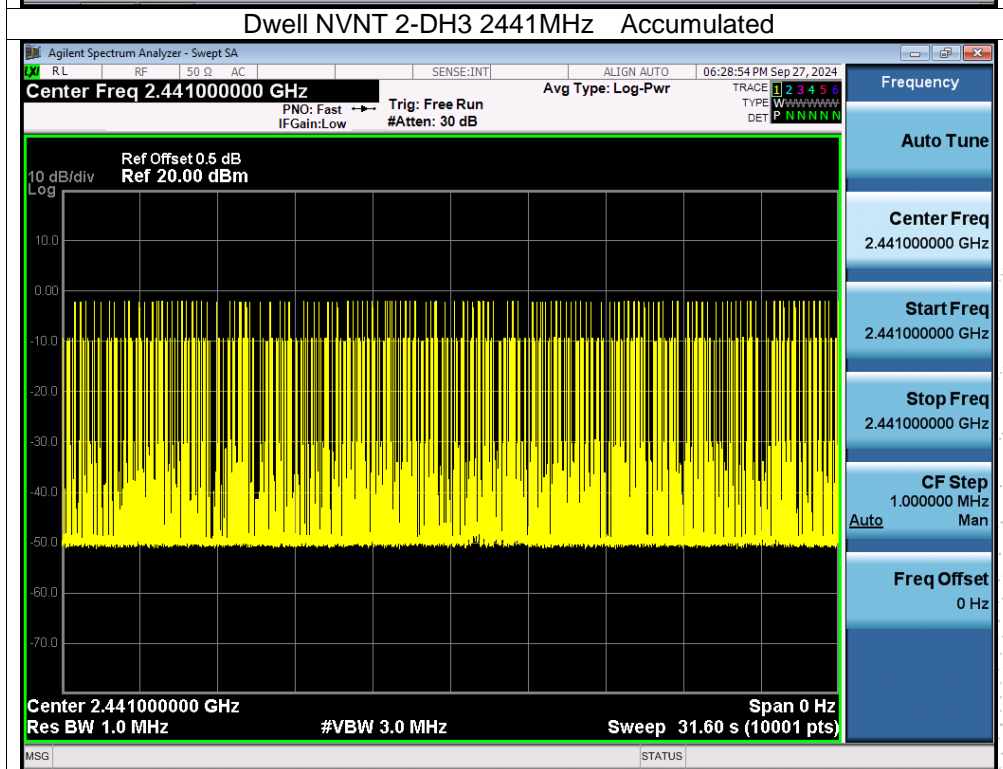 Dwell NVNT 2-DH3 2441MHz Accumulated
Agilent Spectrum Analyzer - Swept SA
LXI RL RF 50 Ω AC SENSE:INT ALIGN AUTO 06:28:54 PM Sep 27, 2024
Center Freq 2.441000000 GHz
PNO: Fast
IFGain:Low
Trig: Free Run
#Atten: 30 dB
Avg Type: Log-Pwr
TRACE 1 2 3 4 5 6
TYPE WWWWWWW
DET P N N N N N
Ref Offset 0.5 dB
10 dB/div Ref 20.00 dBm
Log
10.0
0.00
-10.0
-20.0
-30.0
-40.0
-50.0
-60.0
-70.0
Center 2.441000000 GHz Span 0 Hz
Res BW 1.0 MHz #VBW 3.0 MHz Sweep 31.60 s (10001 pts)
MSG STATUS
Frequency
Auto Tune
Center Freq
2.441000000 GHz
Start Freq
2.441000000 GHz
Stop Freq
2.441000000 GHz
CF Step
1.000000 MHz
Auto Man
Freq Offset
0 Hz